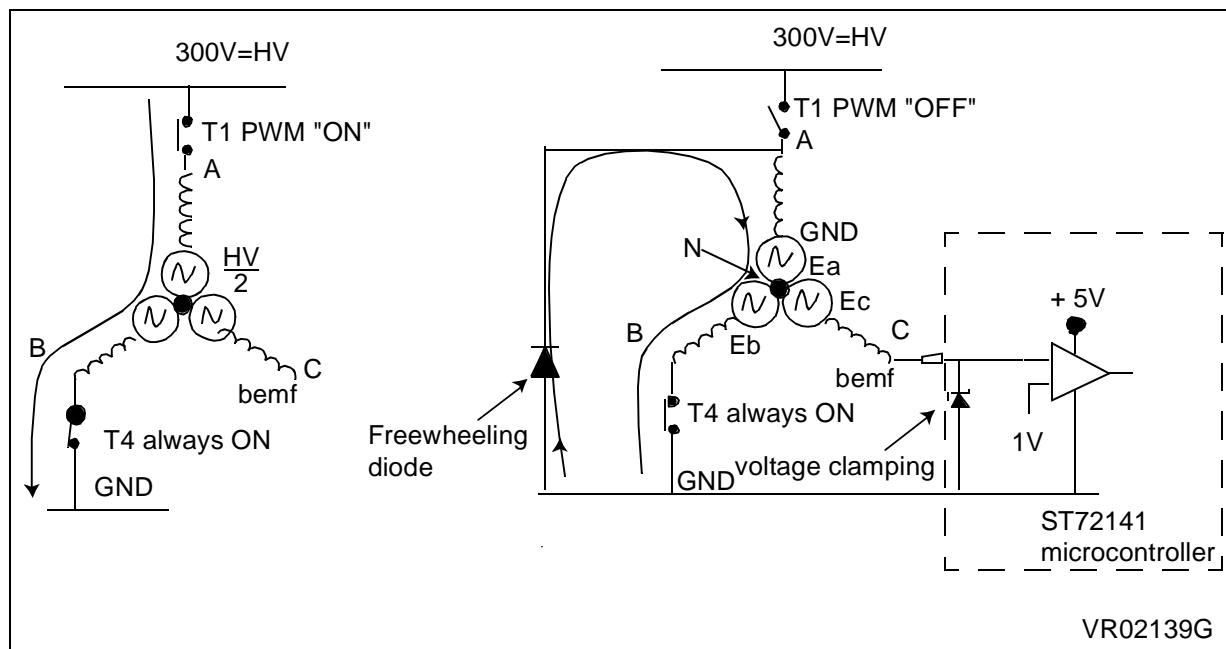 300V=HV
T1 PWM "ON"
A
HV
2
B
C
bemf
T4 always ON
GND
300V=HV
T1 PWM "OFF"
A
N
GND
Ea
Ec
+ 5V
B
Eb
C
bemf
Freewheeling
diode
T4 always ON
1V
voltage clamping
GND
ST72141
microcontroller
VR02139G